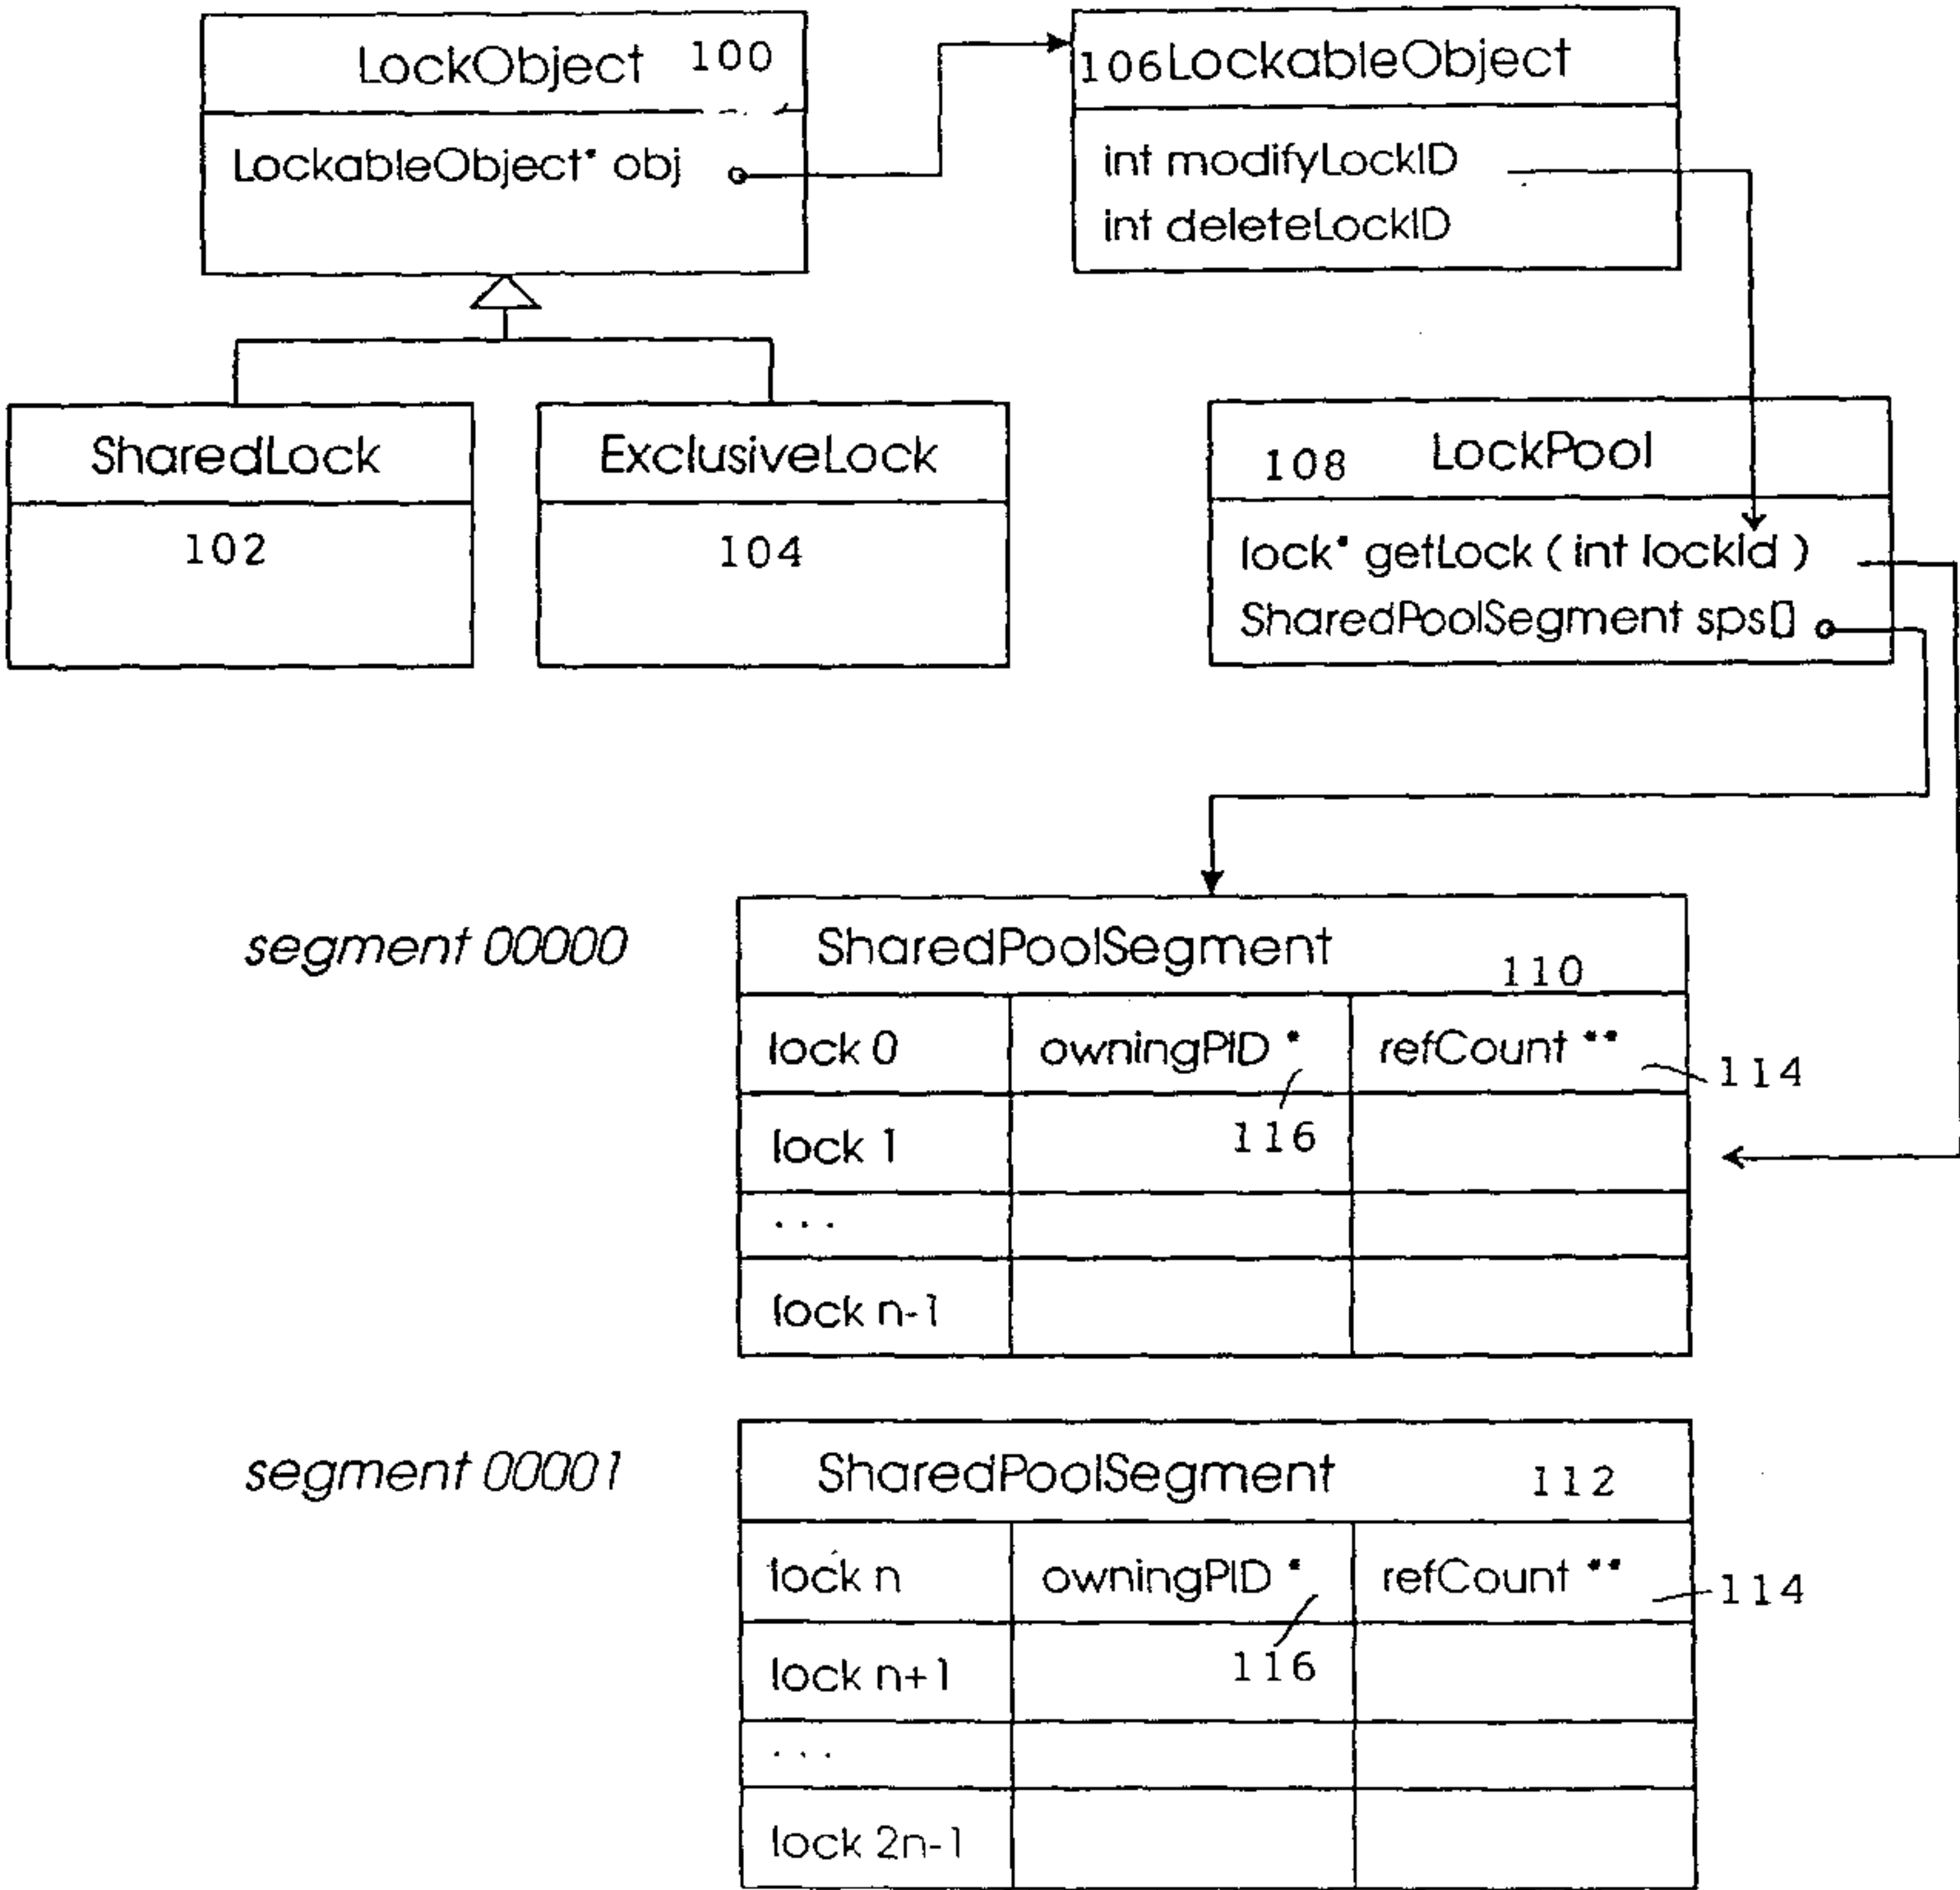 LockObject 100
LockableObject* obj
106 LockableObject
int modifyLockID
int deleteLockID
SharedLock
102
ExclusiveLock
104
108 LockPool
lock* getLock ( int lockId )
SharedPoolSegment sps[]
segment 00000
SharedPoolSegment 110
lock 0 owningPID * refCount **
114
lock 1 116
...
lock n-1
segment 00001
SharedPoolSegment 112
lock n owningPID * refCount **
114
lock n+1 116
...
lock 2n-1